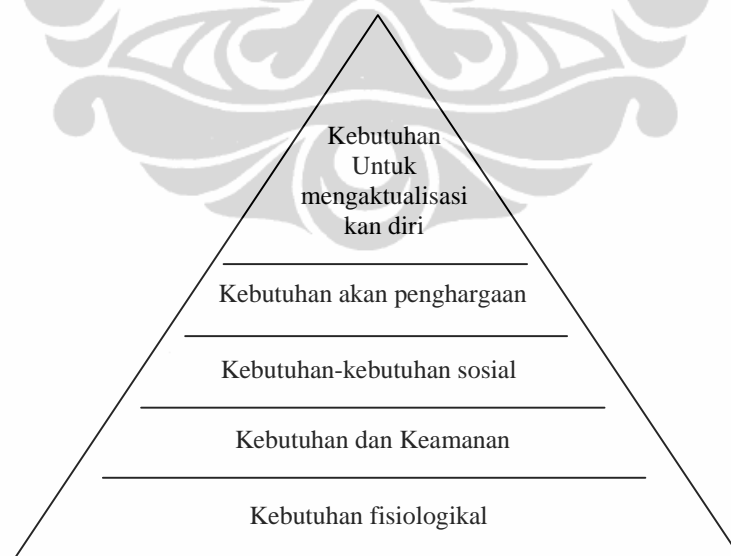 Kebutuhan
Untuk
mengaktualisasi
kan diri
Kebutuhan akan penghargaan
Kebutuhan-kebutuhan sosial
Kebutuhan dan Keamanan
Kebutuhan fisiologikal